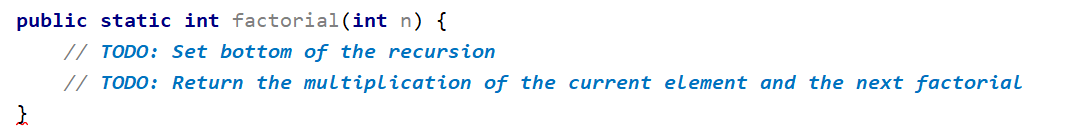 public static int factorial(int n) {
    // TODO: Set bottom of the recursion
    // TODO: Return the multiplication of the current element and the next factorial
}